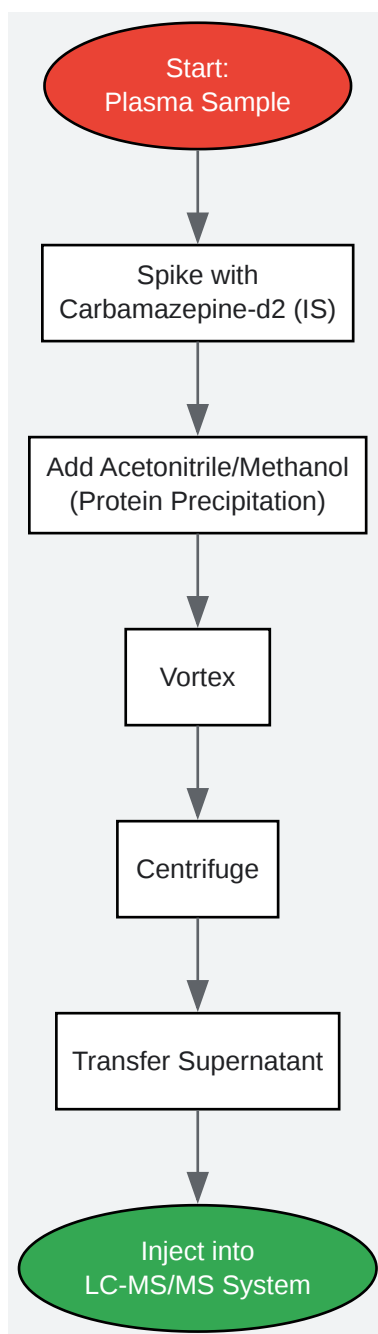 Start:
Plasma Sample
Spike with
Carbamazepine-d2 (IS)
Add Acetonitrile/Methanol
(Protein Precipitation)
Vortex
Centrifuge
Transfer Supernatant
Inject into
LC-MS/MS System